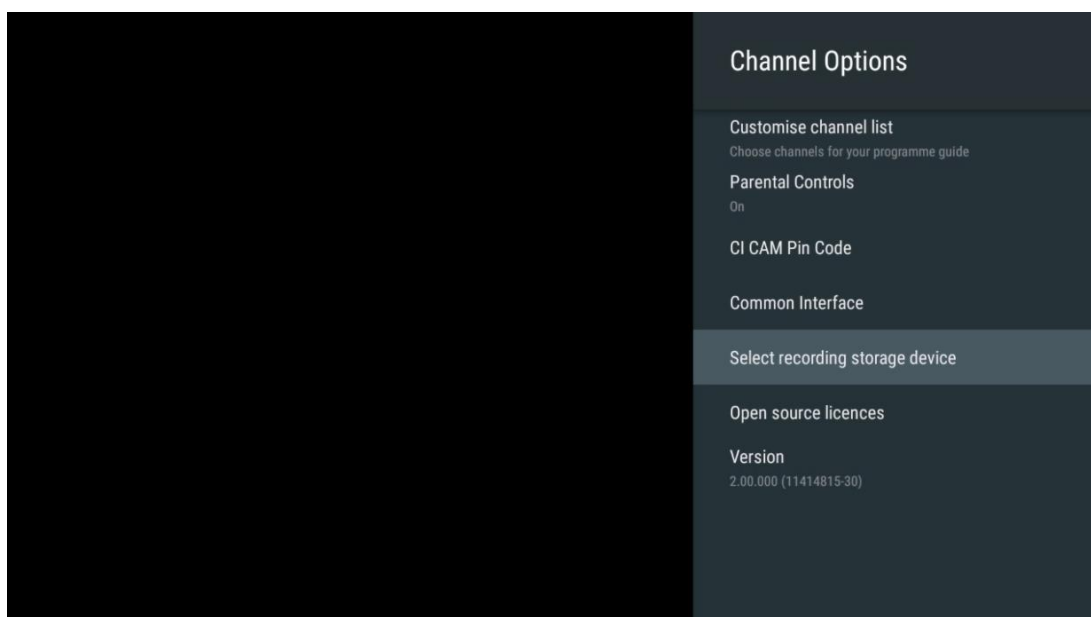 Channel Options
Customise channel list
Choose channels for your programme guide
Parental Controls
On
CI CAM Pin Code
Common Interface
Select recording storage device
Open source licences
Version
2.00.000 (11414815-30)